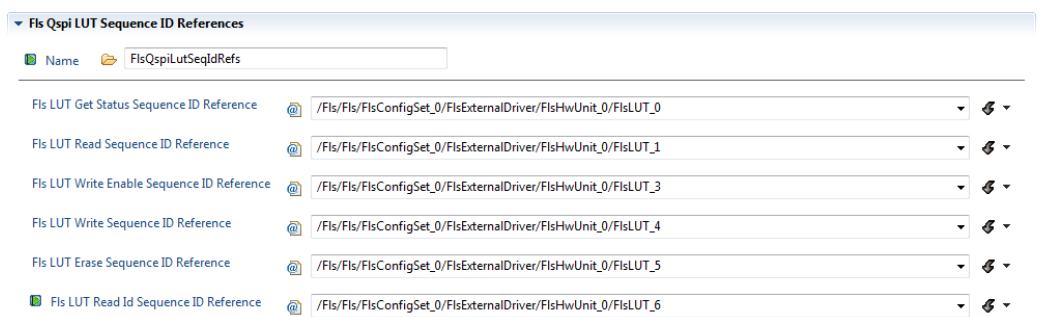 Fls Qspi LUT Sequence ID References
Name FlsQspiLutSeqIdRefs
Fls LUT Get Status Sequence ID Reference /Fls/Fls/FlsConfigSet_0/FlsExternalDriver/FlsHwUnit_0/FlsLUT_0
Fls LUT Read Sequence ID Reference /Fls/Fls/FlsConfigSet_0/FlsExternalDriver/FlsHwUnit_0/FlsLUT_1
Fls LUT Write Enable Sequence ID Reference /Fls/Fls/FlsConfigSet_0/FlsExternalDriver/FlsHwUnit_0/FlsLUT_3
Fls LUT Write Sequence ID Reference /Fls/Fls/FlsConfigSet_0/FlsExternalDriver/FlsHwUnit_0/FlsLUT_4
Fls LUT Erase Sequence ID Reference /Fls/Fls/FlsConfigSet_0/FlsExternalDriver/FlsHwUnit_0/FlsLUT_5
Fls LUT Read Id Sequence ID Reference /Fls/Fls/FlsConfigSet_0/FlsExternalDriver/FlsHwUnit_0/FlsLUT_6